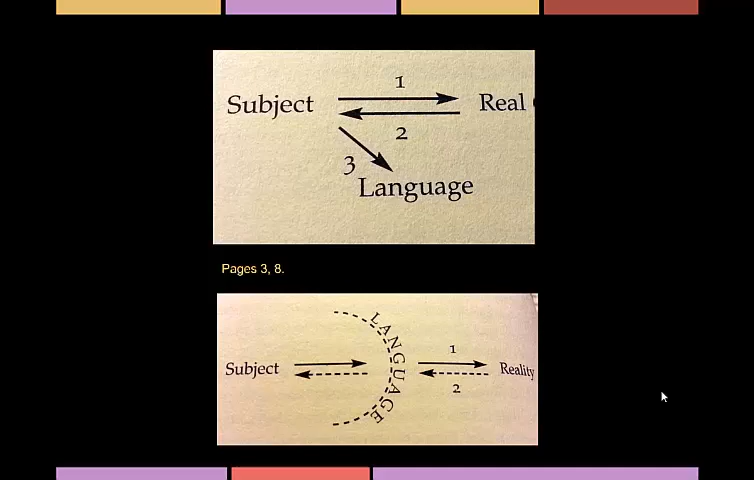 1
Subject
Real
2
3
Language
Pages 3, 8.
LANGUAGE
1
Subject
Reality
2